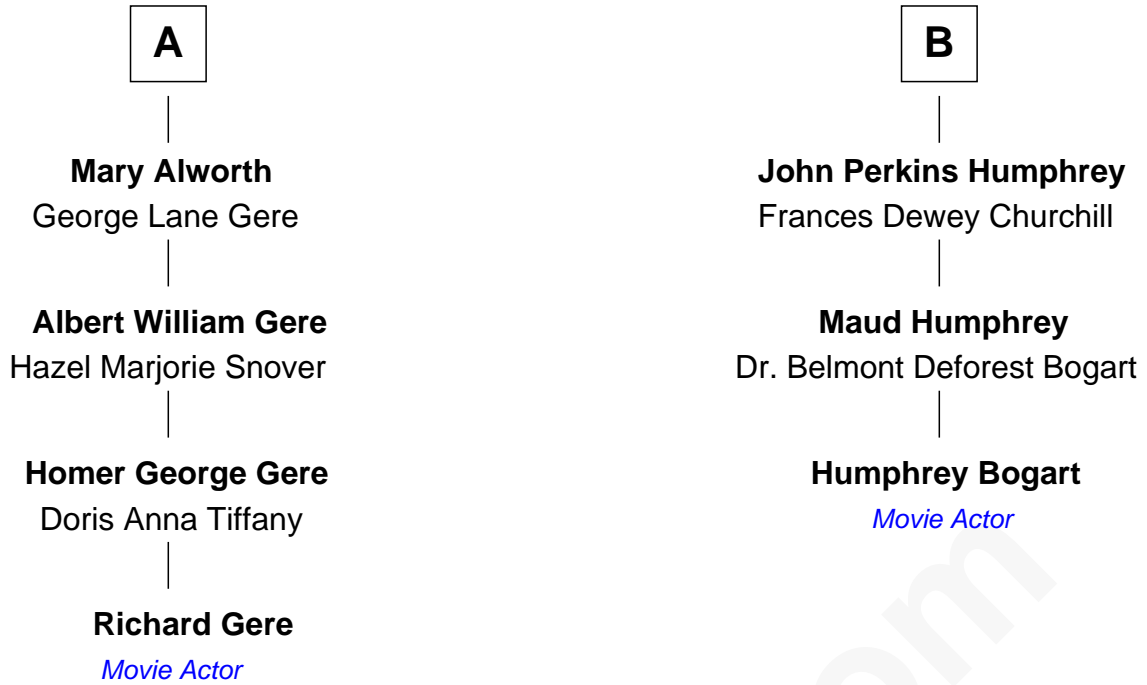 A
Mary Alworth
George Lane Gere
Albert William Gere
Hazel Marjorie Snover
Homer George Gere
Doris Anna Tiffany
Richard Gere
Movie Actor
B
John Perkins Humphrey
Frances Dewey Churchill
Maud Humphrey
Dr. Belmont Deforest Bogart
Humphrey Bogart
Movie Actor
om